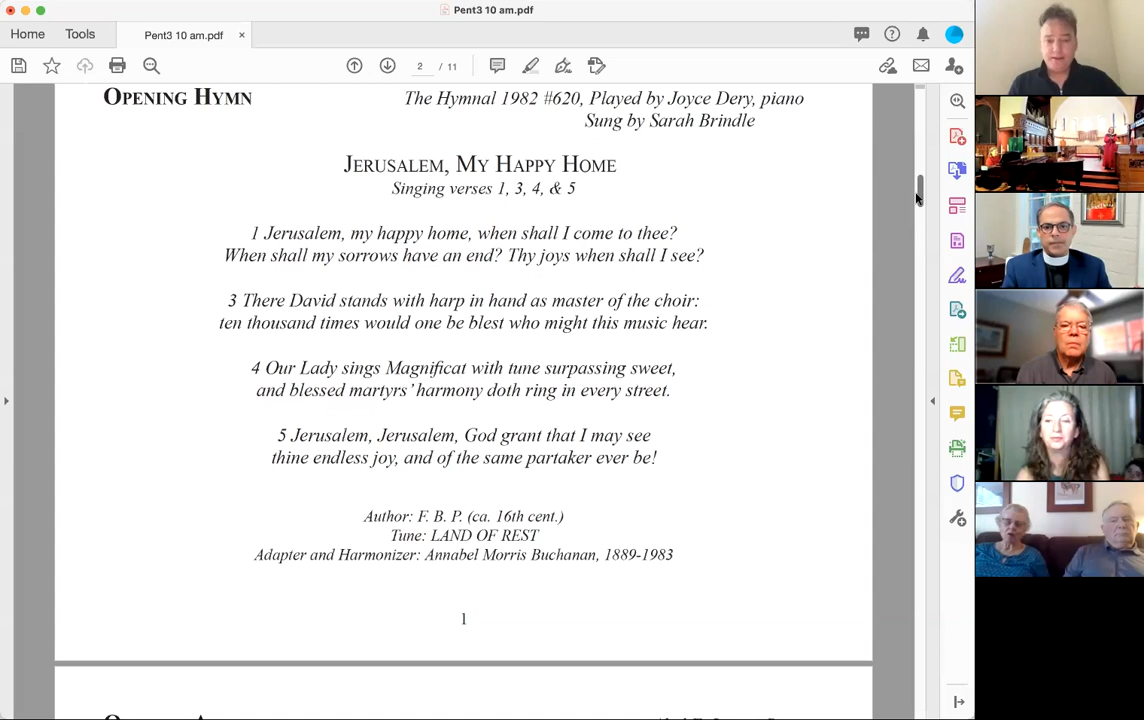 Pent3 10 am.pdf
Home
Tools
Pent3 10 am.pdf ×
2 / 11
OPENING HYMN
The Hymnal 1982 #620, Played by Joyce Dery, piano
Sung by Sarah Brindle
JERUSALEM, MY HAPPY HOME
Singing verses 1, 3, 4, & 5
1 Jerusalem, my happy home, when shall I come to thee?
When shall my sorrows have an end? Thy joys when shall I see?
3 There David stands with harp in hand as master of the choir:
ten thousand times would one be blest who might this music hear.
4 Our Lady sings Magnificat with tune surpassing sweet,
and blessed martyrs' harmony doth ring in every street.
5 Jerusalem, Jerusalem, God grant that I may see
thine endless joy, and of the same partaker ever be!
Author: F. B. P. (ca. 16th cent.)
Tune: LAND OF REST
Adapter and Harmonizer: Annabel Morris Buchanan, 1889-1983
1